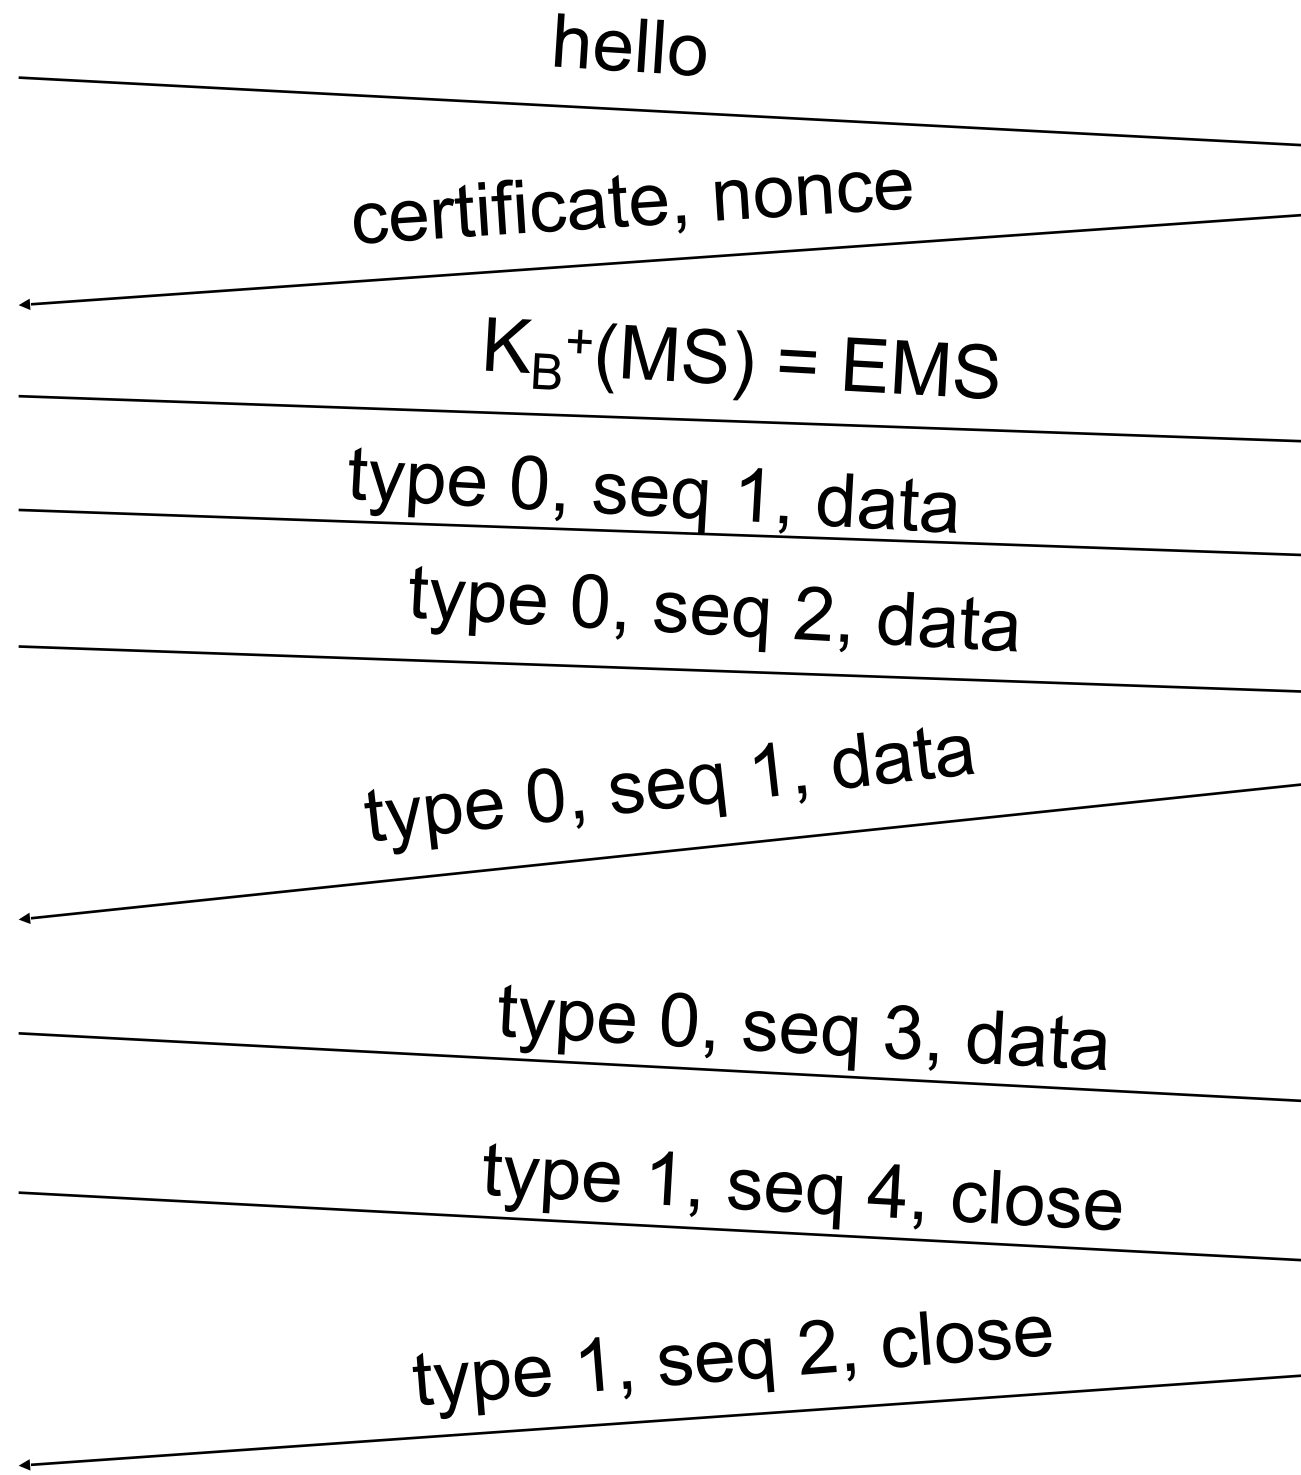 hello
certificate, nonce
K_B^+(MS) = EMS
type 0, seq 1, data
type 0, seq 2, data
type 0, seq 1, data
type 0, seq 3, data
type 1, seq 4, close
type 1, seq 2, close